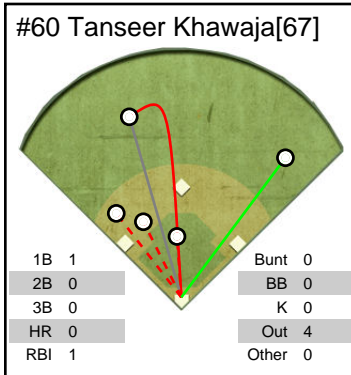 #60 Tanseer Khawaja[67]
1B 1 Bunt 0
2B 0 BB 0
3B 0 K 0
HR 0 Out 4
RBI 1 Other 0